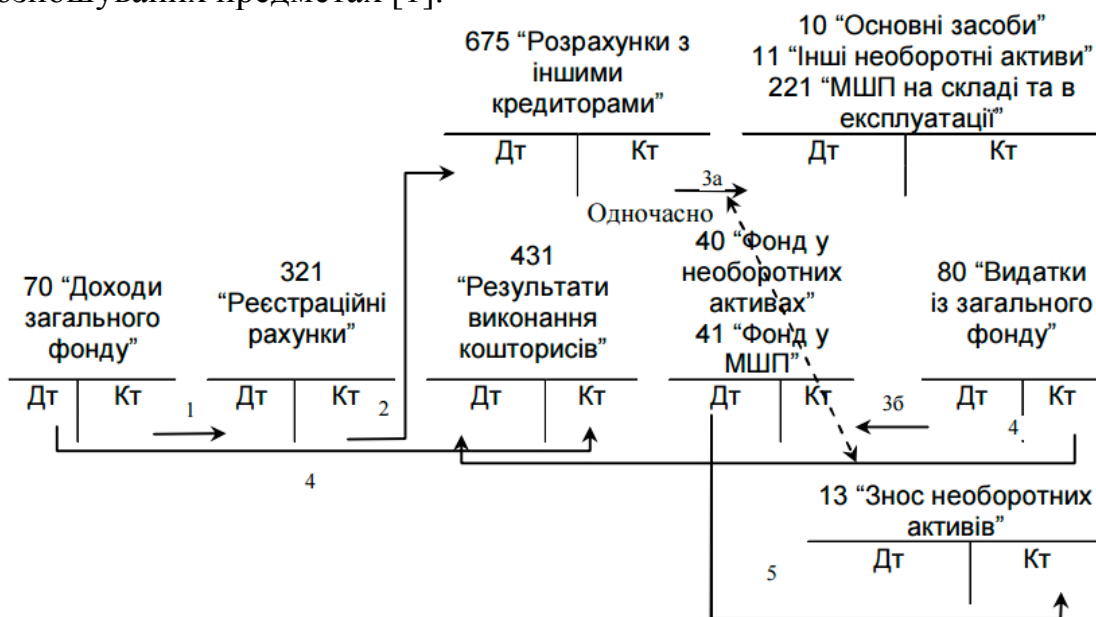 предметах [1].
675 “Розрахунки з
іншими
кредиторами”
Дт Кт
10 “Основні засоби”
11 “Інші необоротні активи”
221 “МШП на складі та в
експлуатації”
Дт Кт
3а
Одночасно
70 “Доходи
загального
фонду”
Дт Кт
1
321
“Реєстраційні
рахунки”
Дт Кт
2
431
“Результати
виконання
кошторисів”
Дт Кт
40 “Фонд у
необоротних
активах”
41 “Фонд у
МШП”
Дт Кт
3б
80 “Видатки
із загального
фонду”
Дт Кт
4
4
13 “Знос необоротних
активів”
Дт Кт
5